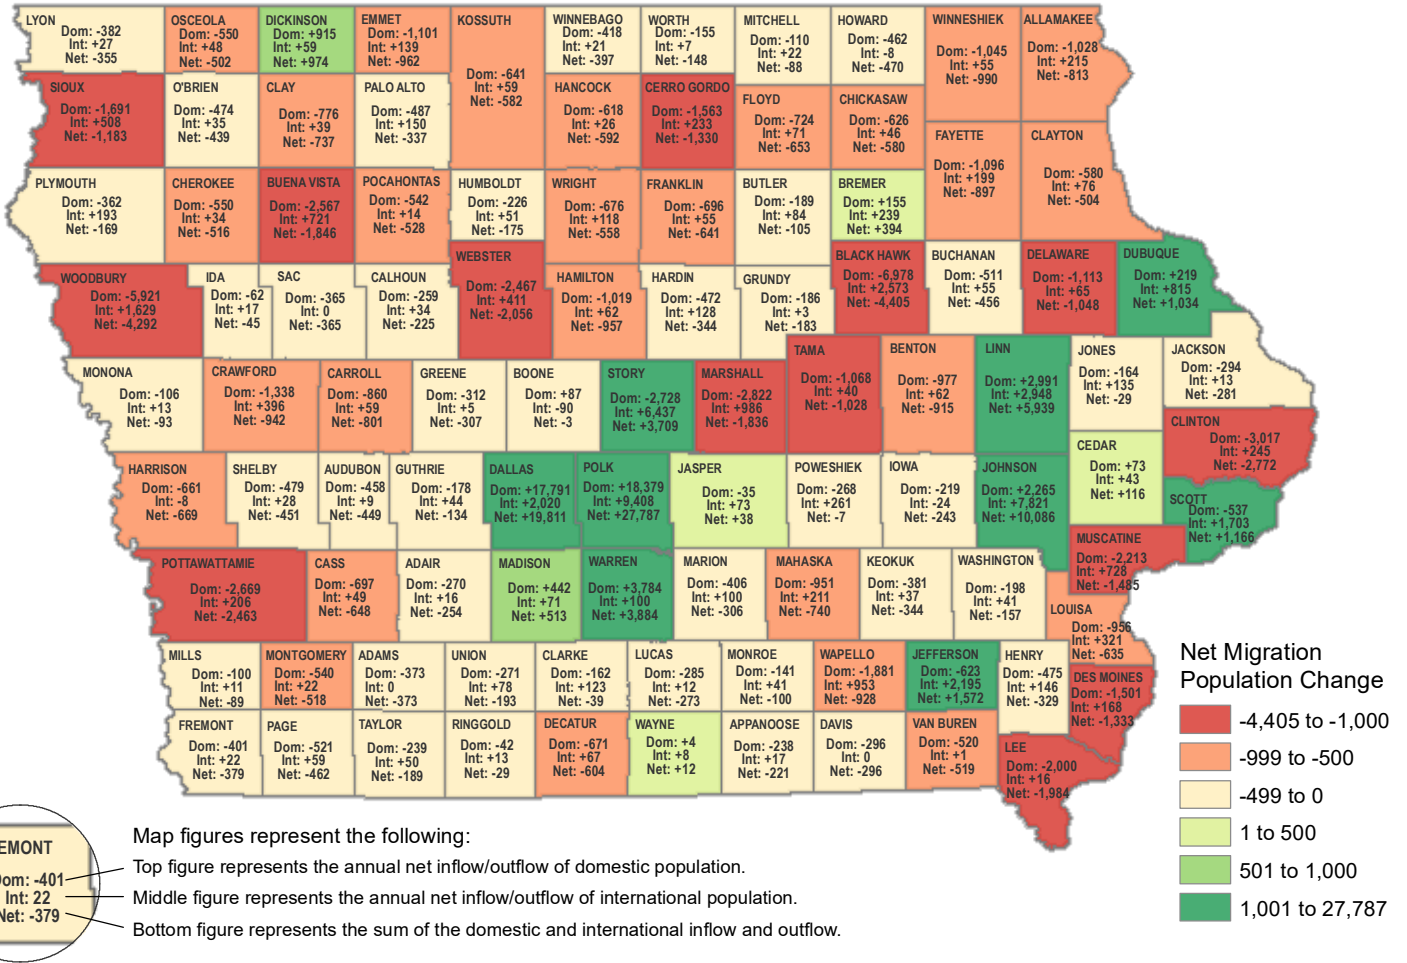 LYON
Dom: -382
Int: +27
Net: -355
OSCEOLA
Dom: -550
Int: +48
Net: -502
DICKINSON
Dom: +915
Int: +59
Net: +974
EMMET
Dom: -1,101
Int: +139
Net: -962
KOSSUTH
Dom: -641
Int: +59
Net: -582
WINNEBAGO
Dom: -418
Int: +21
Net: -397
WORTH
Dom: -155
Int: +7
Net: -148
MITCHELL
Dom: -110
Int: +22
Net: -88
HOWARD
Dom: -462
Int: -8
Net: -470
WINNESHIEK
Dom: -1,045
Int: +55
Net: -990
ALLAMAKEE
Dom: -1,028
Int: +215
Net: -813
SIOUX
Dom: -1,691
Int: +508
Net: -1,183
O'BRIEN
Dom: -474
Int: +35
Net: -439
CLAY
Dom: -776
Int: +39
Net: -737
PALO ALTO
Dom: -487
Int: +150
Net: -337
HANCOCK
Dom: -618
Int: +26
Net: -592
CERRO GORDO
Dom: -1,563
Int: +233
Net: -1,330
FLOYD
Dom: -724
Int: +71
Net: -653
CHICKASAW
Dom: -626
Int: +46
Net: -580
FAYETTE
Dom: -1,096
Int: +199
Net: -897
CLAYTON
Dom: -580
Int: +76
Net: -504
PLYMOUTH
Dom: -362
Int: +193
Net: -169
CHEROKEE
Dom: -550
Int: +34
Net: -516
BUENA VISTA
Dom: -2,567
Int: +721
Net: -1,846
POCAHONTAS
Dom: -542
Int: +14
Net: -528
HUMBOLDT
Dom: -226
Int: +51
Net: -175
WRIGHT
Dom: -676
Int: +118
Net: -558
FRANKLIN
Dom: -696
Int: +55
Net: -641
BUTLER
Dom: -189
Int: +84
Net: -105
BREMER
Dom: +155
Int: +239
Net: +394
WOODBURY
Dom: -5,921
Int: +1,629
Net: -4,292
IDA
Dom: -62
Int: +17
Net: -45
SAC
Dom: -365
Int: 0
Net: -365
CALHOUN
Dom: -259
Int: +34
Net: -225
WEBSTER
Dom: -2,467
Int: +411
Net: -2,056
HAMILTON
Dom: -1,019
Int: +62
Net: -957
HARDIN
Dom: -472
Int: +128
Net: -344
GRUNDY
Dom: -186
Int: +3
Net: -183
BLACK HAWK
Dom: -6,978
Int: +2,573
Net: -4,405
BUCHANAN
Dom: -511
Int: +55
Net: -456
DELAWARE
Dom: -1,113
Int: +65
Net: -1,048
DUBUQUE
Dom: +219
Int: +815
Net: +1,034
MONONA
Dom: -106
Int: +13
Net: -93
CRAWFORD
Dom: -1,338
Int: +396
Net: -942
CARROLL
Dom: -860
Int: +59
Net: -801
GREENE
Dom: -312
Int: +5
Net: -307
BOONE
Dom: +87
Int: -90
Net: -3
STORY
Dom: -2,728
Int: +6,437
Net: +3,709
MARSHALL
Dom: -2,822
Int: +986
Net: -1,836
TAMA
Dom: -1,068
Int: +40
Net: -1,028
BENTON
Dom: -977
Int: +62
Net: -915
LINN
Dom: +2,991
Int: +2,948
Net: +5,939
JONES
Dom: -164
Int: +135
Net: -29
JACKSON
Dom: -294
Int: +13
Net: -281
CLINTON
Dom: -3,017
Int: +245
Net: -2,772
HARRISON
Dom: -661
Int: -8
Net: -669
SHELBY
Dom: -479
Int: +28
Net: -451
AUDUBON
Dom: -458
Int: +9
Net: -449
GUTHRIE
Dom: -178
Int: +44
Net: -134
DALLAS
Dom: +17,791
Int: +2,020
Net: +19,811
POLK
Dom: +18,379
Int: +9,408
Net: +27,787
JASPER
Dom: -35
Int: +73
Net: +38
POWESHIEK
Dom: -268
Int: +261
Net: -7
IOWA
Dom: -219
Int: -24
Net: -243
JOHNSON
Dom: +2,265
Int: +7,821
Net: +10,086
CEDAR
Dom: +73
Int: +43
Net: +116
SCOTT
Dom: -537
Int: +1,703
Net: +1,166
POTTAWATTAMIE
Dom: -2,669
Int: +206
Net: -2,463
CASS
Dom: -697
Int: +49
Net: -648
ADAIR
Dom: -270
Int: +16
Net: -254
MADISON
Dom: +442
Int: +71
Net: +513
WARREN
Dom: +3,784
Int: +100
Net: +3,884
MARION
Dom: -406
Int: +100
Net: -306
MAHASKA
Dom: -951
Int: +211
Net: -740
KEOKUK
Dom: -381
Int: +37
Net: -344
WASHINGTON
Dom: -198
Int: +41
Net: -157
MUSCATINE
Dom: -2,213
Int: +728
Net: -1,485
LOUISA
Dom: -956
Int: +321
Net: -635
MILLS
Dom: -100
Int: +11
Net: -89
MONTGOMERY
Dom: -540
Int: +22
Net: -518
ADAMS
Dom: -373
Int: 0
Net: -373
UNION
Dom: -271
Int: +78
Net: -193
CLARKE
Dom: -162
Int: +123
Net: -39
LUCAS
Dom: -285
Int: +12
Net: -273
MONROE
Dom: -141
Int: +41
Net: -100
WAPELLO
Dom: -1,881
Int: +953
Net: -928
JEFFERSON
Dom: -623
Int: +2,195
Net: +1,572
HENRY
Dom: -475
Int: +146
Net: -329
DES MOINES
Dom: -1,501
Int: +168
Net: -1,333
FREMONT
Dom: -401
Int: +22
Net: -379
PAGE
Dom: -521
Int: +59
Net: -462
TAYLOR
Dom: -239
Int: +50
Net: -189
RINGGOLD
Dom: -42
Int: +13
Net: -29
DECATUR
Dom: -671
Int: +67
Net: -604
WAYNE
Dom: +4
Int: +8
Net: +12
APPANOOSE
Dom: -238
Int: +17
Net: -221
DAVIS
Dom: -296
Int: 0
Net: -296
VAN BUREN
Dom: -520
Int: +1
Net: -519
LEE
Dom: -2,000
Int: +16
Net: -1,984
Net Migration
Population Change
-4,405 to -1,000
-999 to -500
-499 to 0
1 to 500
501 to 1,000
1,001 to 27,787
EMONT
Dom: -401
Int: 22
Net: -379
Map figures represent the following:
Top figure represents the annual net inflow/outflow of domestic population.
Middle figure represents the annual net inflow/outflow of international population.
Bottom figure represents the sum of the domestic and international inflow and outflow.